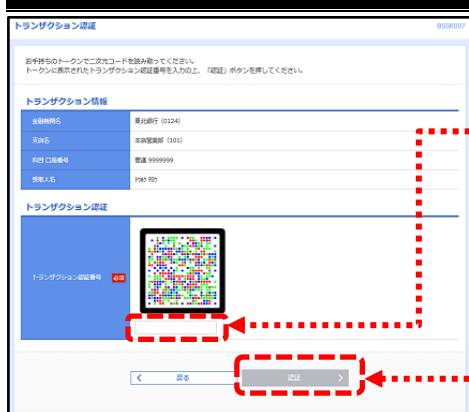 トランザクション認証
BSSK007
お手持ちのトークンで二次元コードを読み取ってください。
トークンに表示されたトランザクション認証番号を入力の上、「認証」ボタンを押してください。
トランザクション情報
金融機関名 東北銀行 (0124)
支店名 本店営業部 (101)
科目 口座番号 普通 9999999
受取人名
トランザクション認証
トランザクション認証番号 必須
戻る
認証